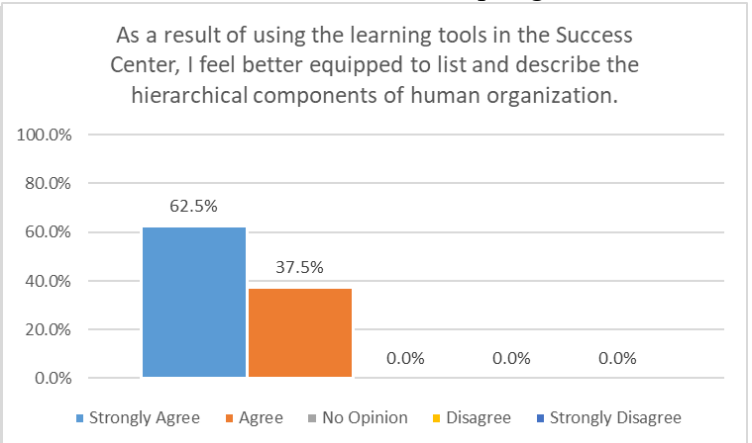 As a result of using the learning tools in the Success
Center, I feel better equipped to list and describe the
hierarchical components of human organization.
100.0%
80.0%
62.5%
60.0%
40.0%
37.5%
20.0%
0.0% 0.0% 0.0%
0.0%
Strongly Agree Agree No Opinion Disagree Strongly Disagree